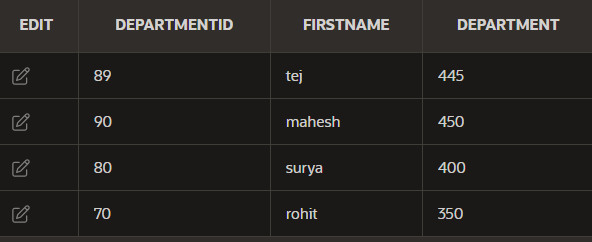 EDIT DEPARTMENTID FIRSTNAME DEPARTMENT
89 tej 445
90 mahesh 450
80 surya 400
70 rohit 350